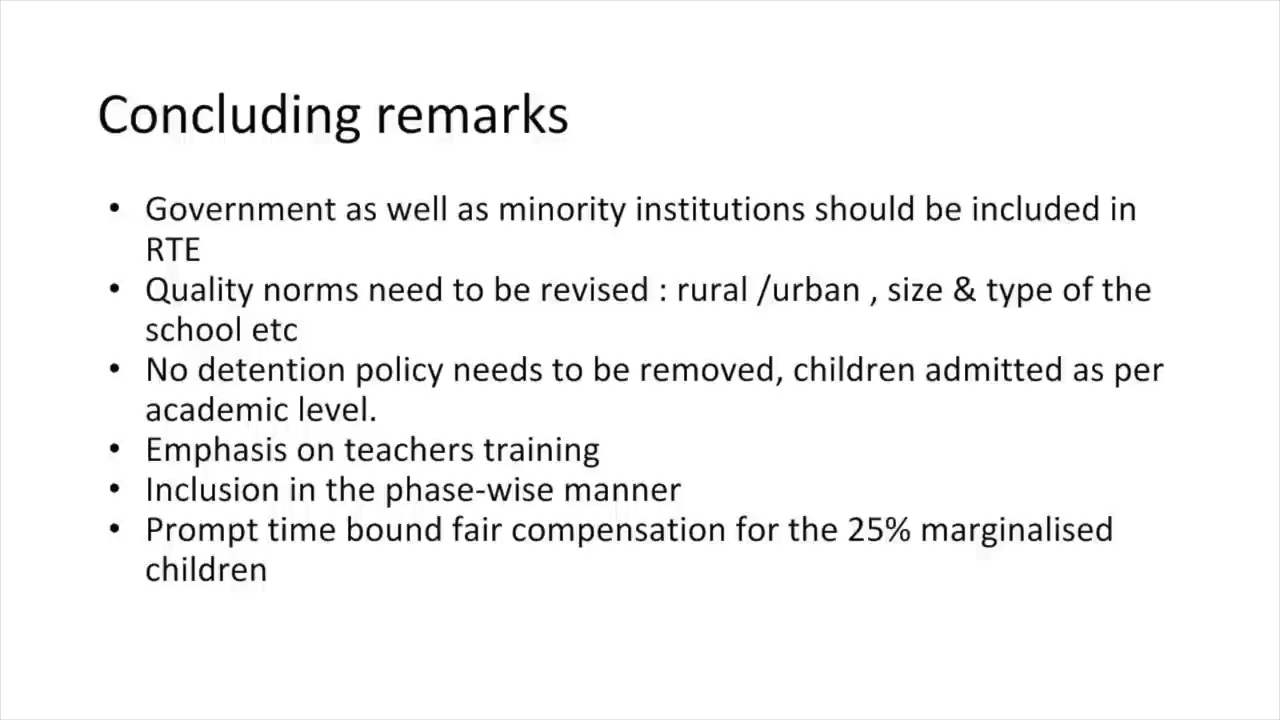 Concluding remarks
• Government as well as minority institutions should be included in
RTE
• Quality norms need to be revised : rural /urban , size & type of the
school etc
• No detention policy needs to be removed, children admitted as per
academic level.
• Emphasis on teachers training
• Inclusion in the phase-wise manner
• Prompt time bound fair compensation for the 25% marginalised
children